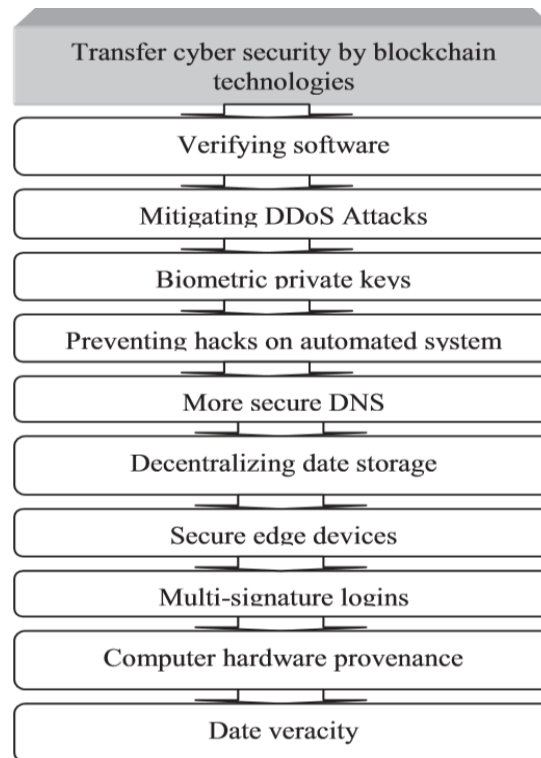 Transfer cyber security by blockchain
technologies
Verifying software
Mitigating DDoS Attacks
Biometric private keys
Preventing hacks on automated system
More secure DNS
Decentralizing date storage
Secure edge devices
Multi-signature logins
Computer hardware provenance
Date veracity